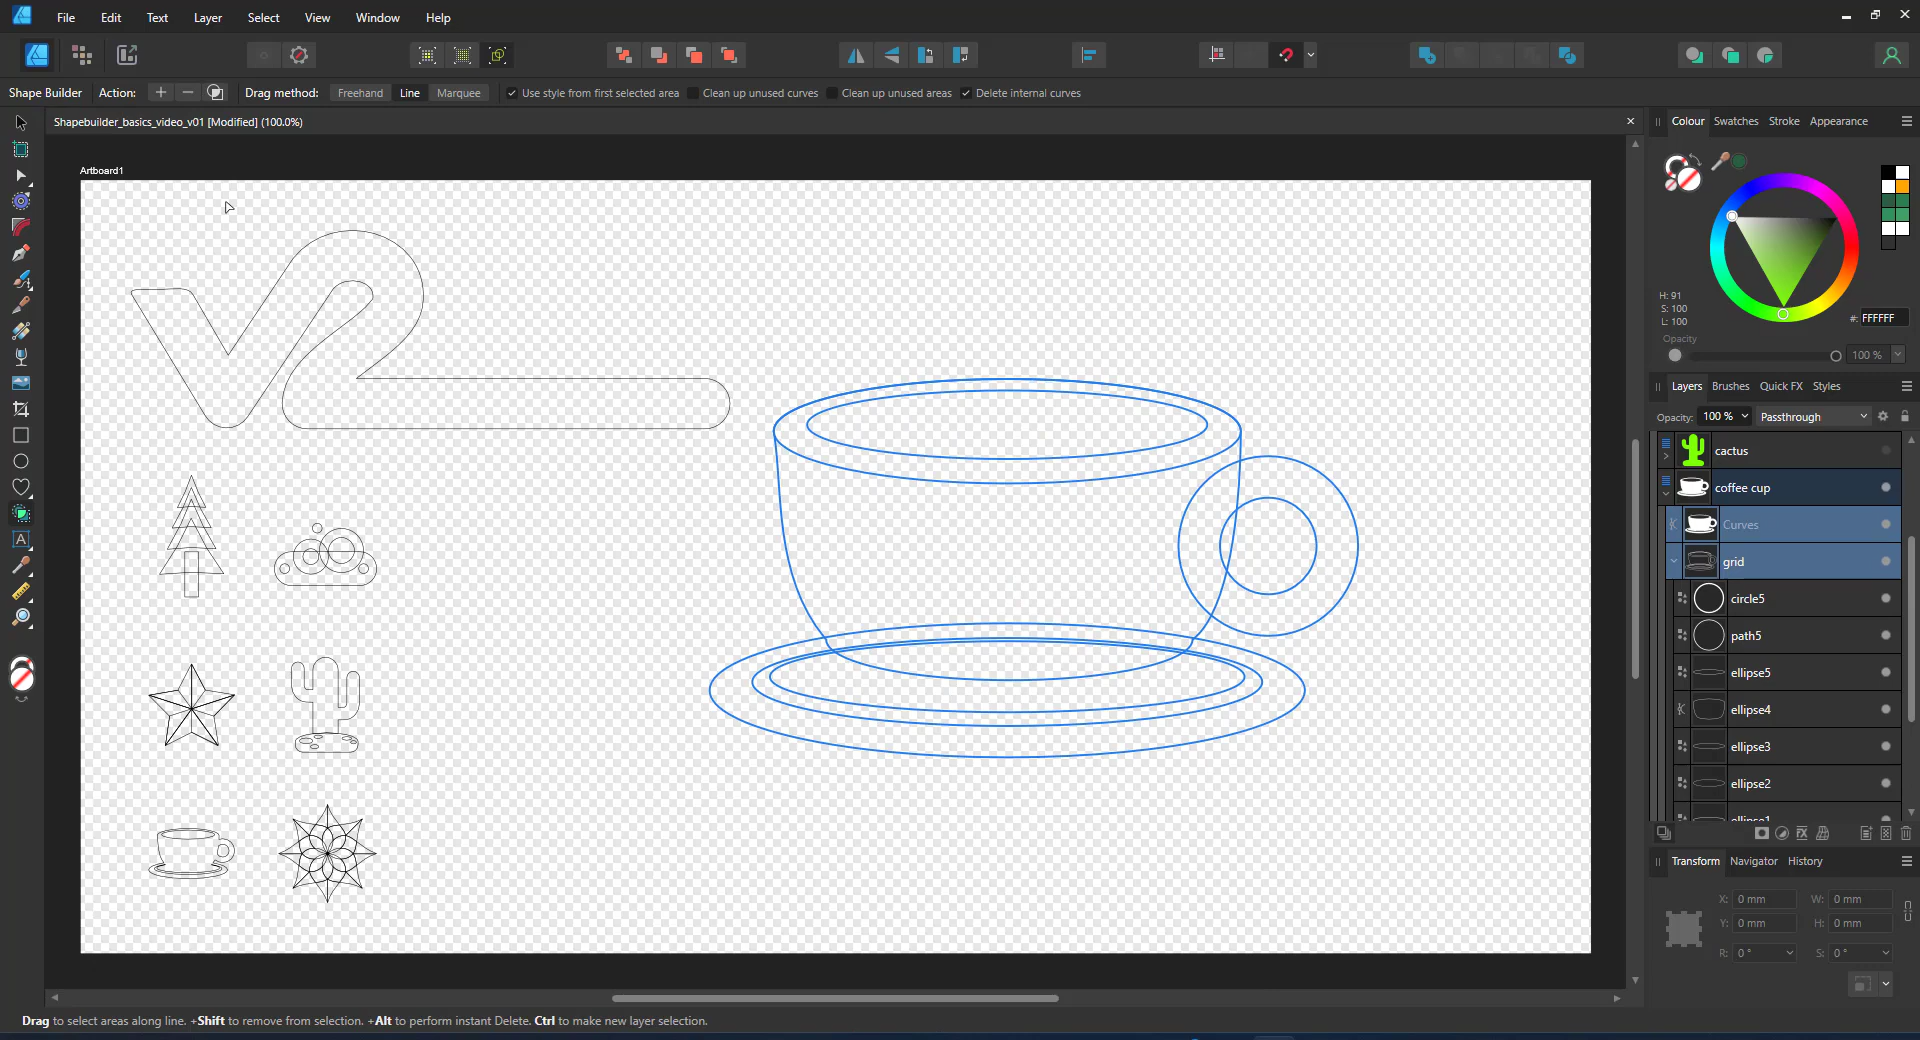 File Edit Text Layer Select View Window Help
Shape Builder Action: Drag method: Freehand Line Marquee Use style from first selected area Clean up unused curves Clean up unused areas Delete internal curves
Shapebuilder_basics_video_v01 [Modified] (100.0%)
Artboard1
Colour Swatches Stroke Appearance
H: 91
S: 100
L: 100
#: FFFFFF
Opacity
100 %
Layers Brushes Quick FX Styles
Opacity: 100 % Passthrough
cactus
coffee cup
Curves
grid
circle5
path5
ellipse5
ellipse4
ellipse3
ellipse2
ellipse1
Transform Navigator History
X: 0 mm W: 0 mm
Y: 0 mm H: 0 mm
R: 0 ° S: 0 °
Drag to select areas along line. +Shift to remove from selection. +Alt to perform instant Delete. Ctrl to make new layer selection.